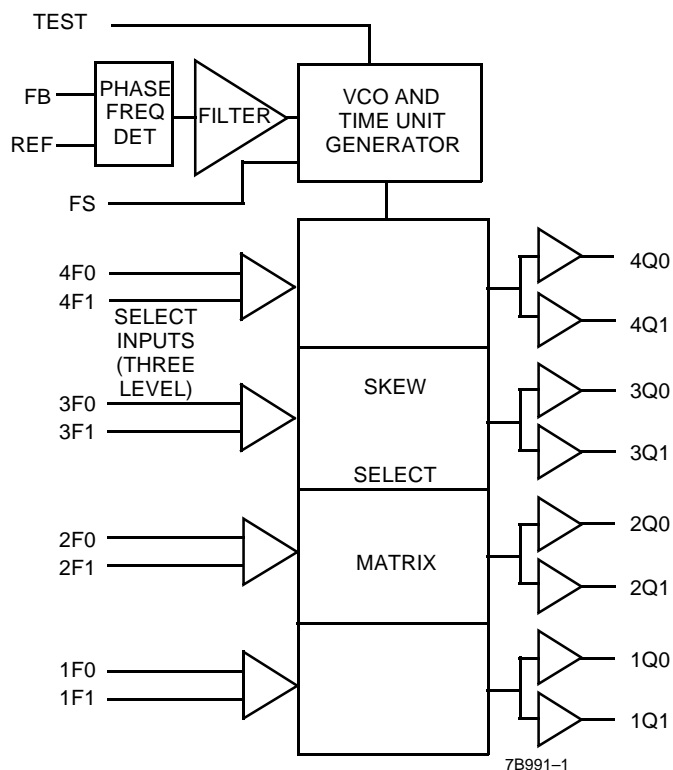 TEST
FB
REF
PHASE
FREQ
DET
FILTER
VCO AND
TIME UNIT
GENERATOR
FS
4F0
4F1
SELECT
INPUTS
(THREE
LEVEL)
3F0
3F1
2F0
2F1
1F0
1F1
SKEW
SELECT
MATRIX
4Q0
4Q1
3Q0
3Q1
2Q0
2Q1
1Q0
1Q1
7B991–1